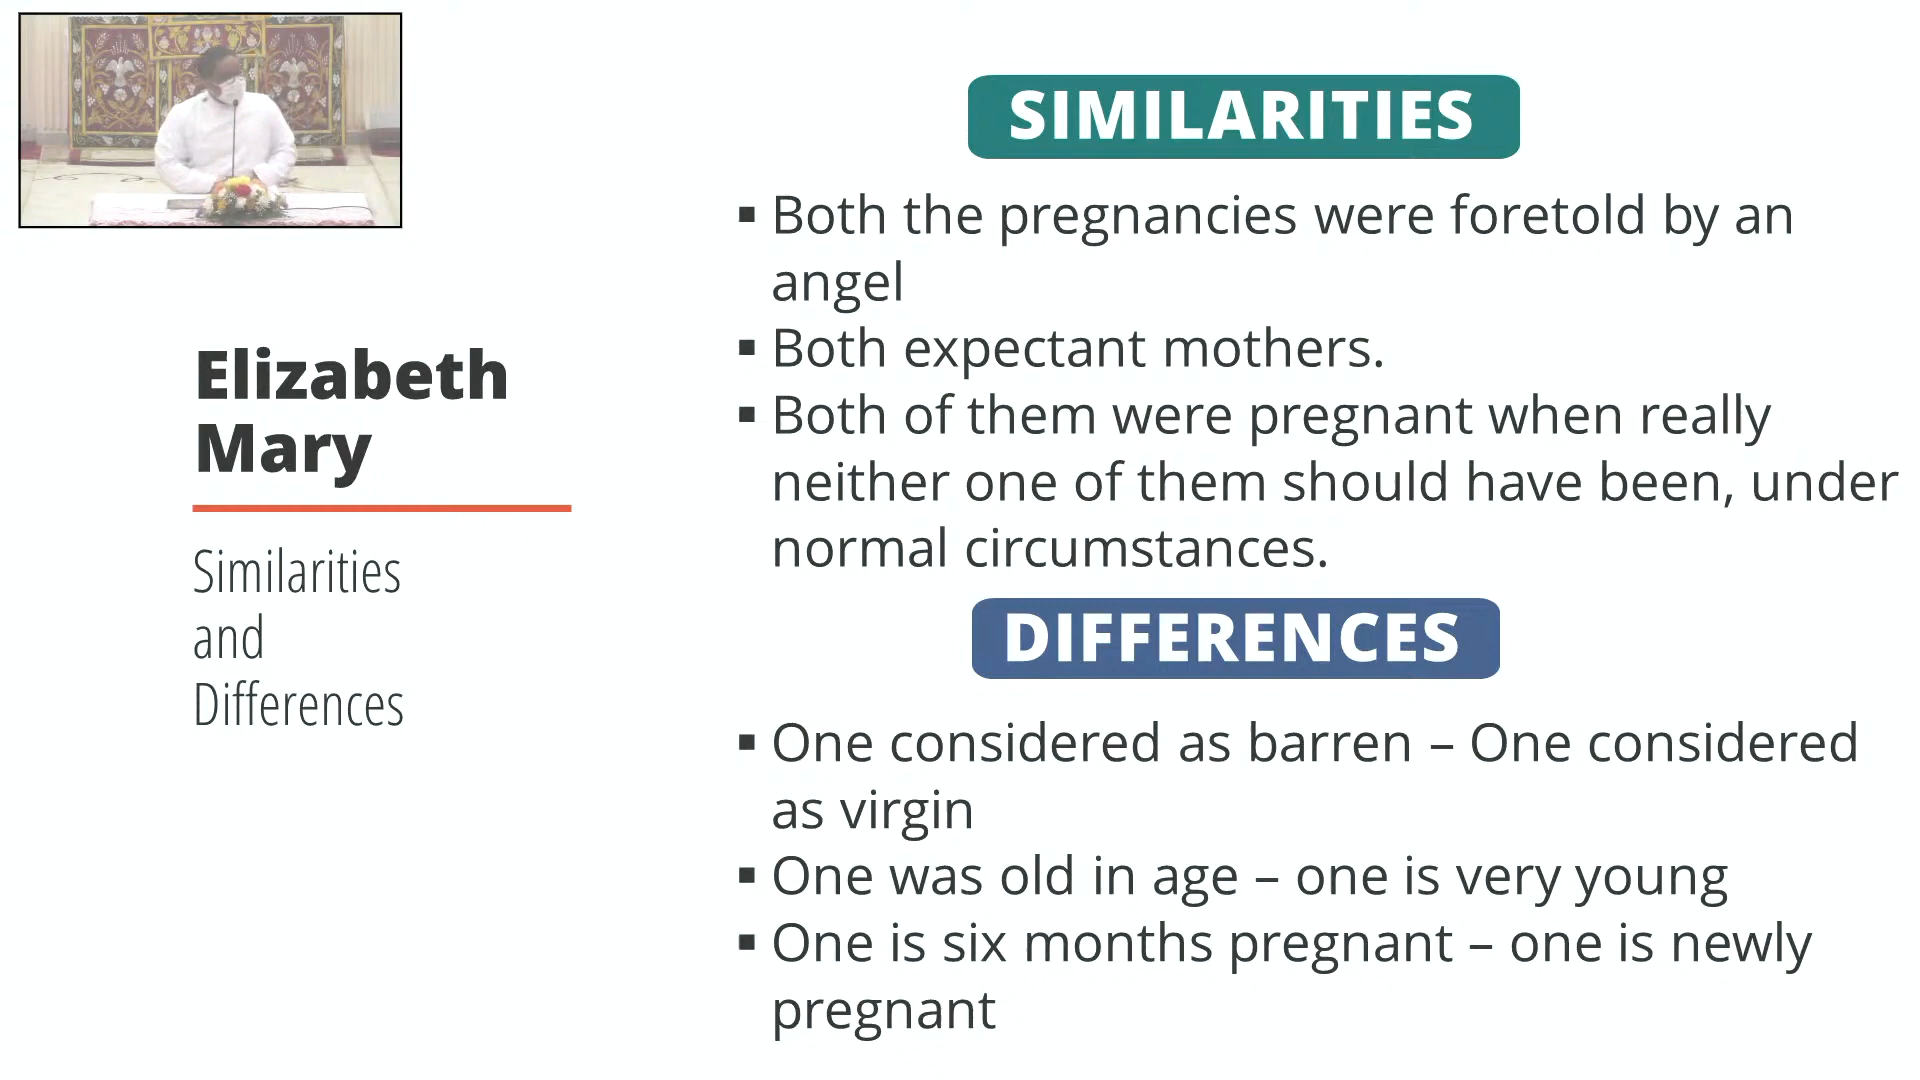 Elizabeth
Mary
Similarities
and
Differences
SIMILARITIES
▪ Both the pregnancies were foretold by an
angel
▪ Both expectant mothers.
▪ Both of them were pregnant when really
neither one of them should have been, under
normal circumstances.
DIFFERENCES
▪ One considered as barren – One considered
as virgin
▪ One was old in age – one is very young
▪ One is six months pregnant – one is newly
pregnant